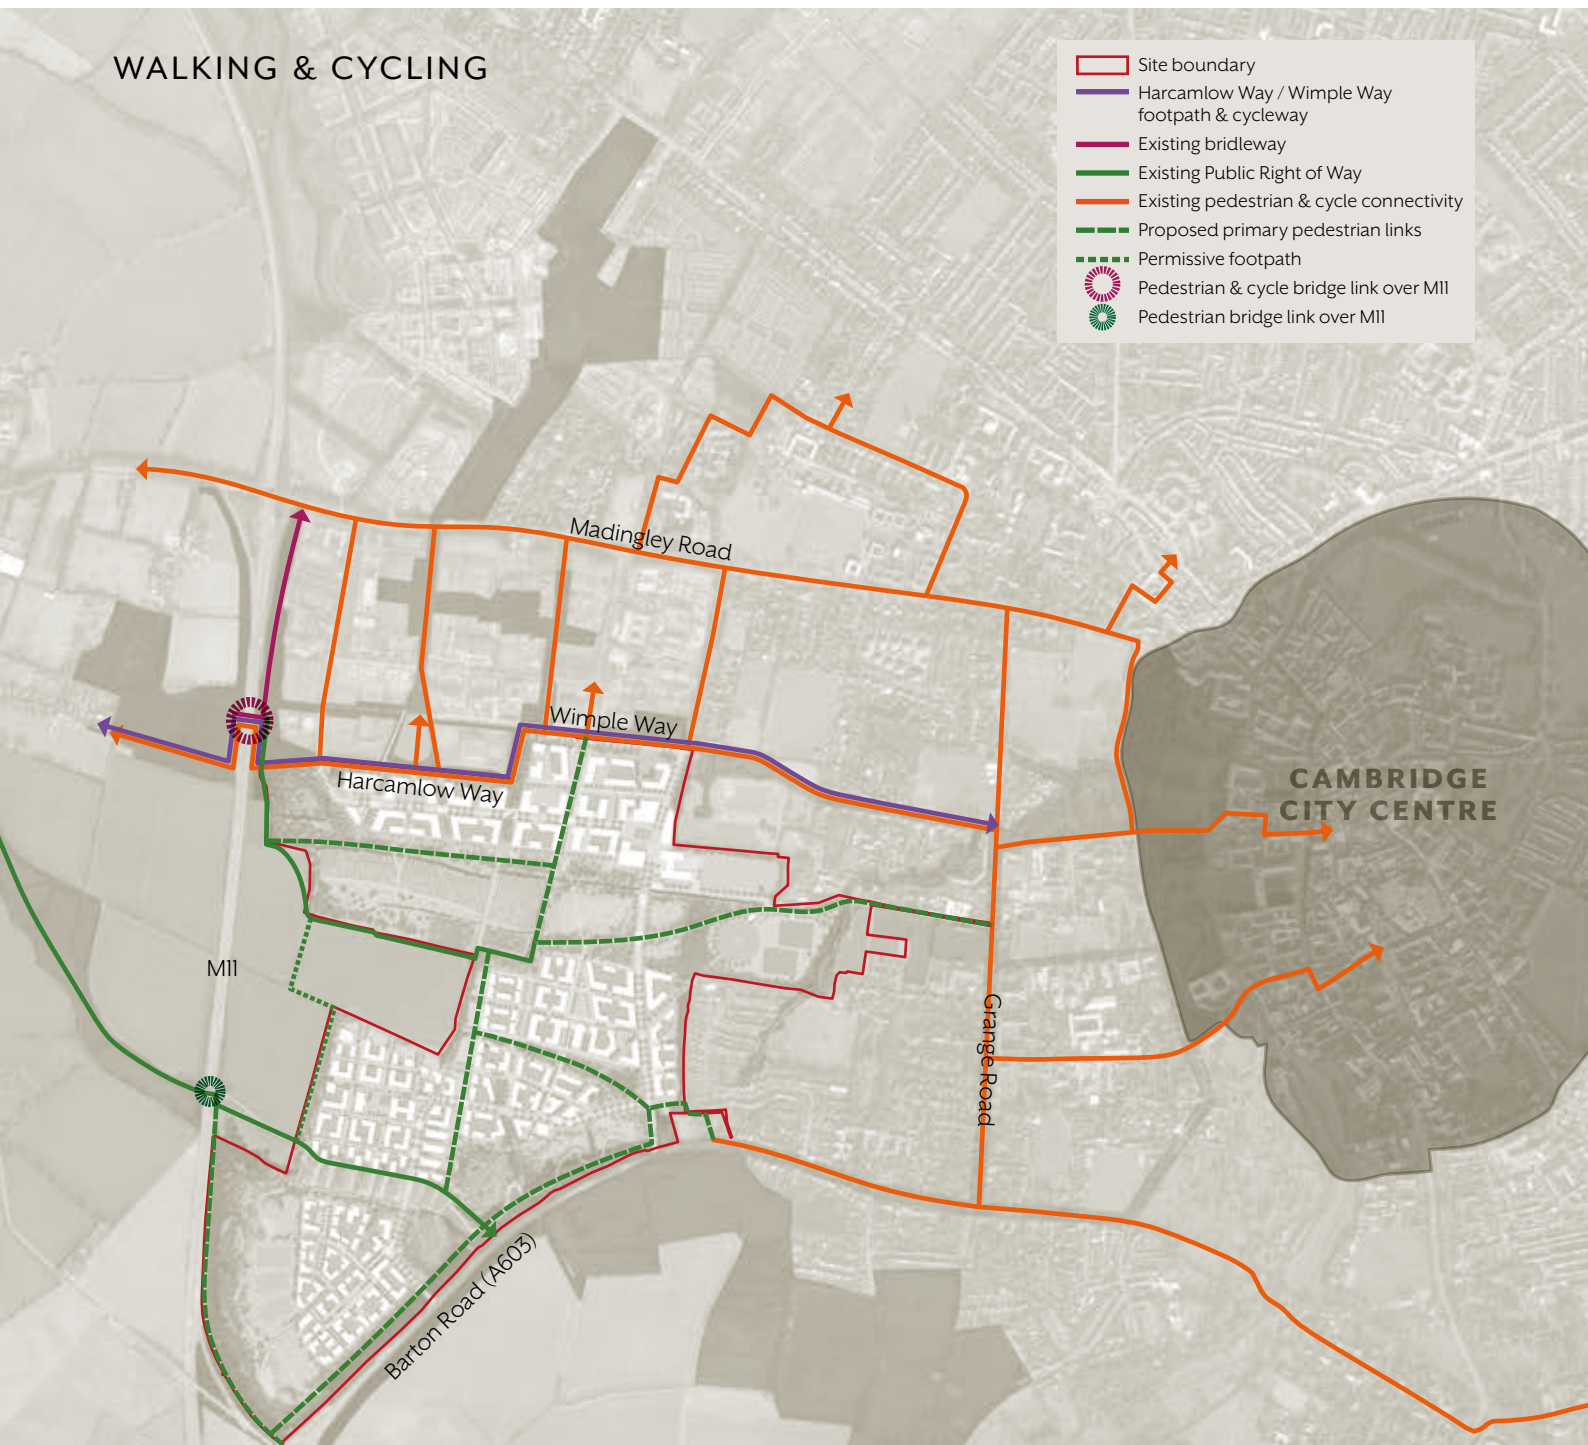 WALKING & CYCLING
Site boundary
Harcamlow Way / Wimple Way
footpath & cycleway
Existing bridleway
Existing Public Right of Way
Existing pedestrian & cycle connectivity
Proposed primary pedestrian links
Permissive footpath
Pedestrian & cycle bridge link over M11
Pedestrian bridge link over M11
Madingley Road
Wimple Way
Harcamlow Way
CAMBRIDGE
CITY CENTRE
M11
Grange Road
Barton Road (A603)